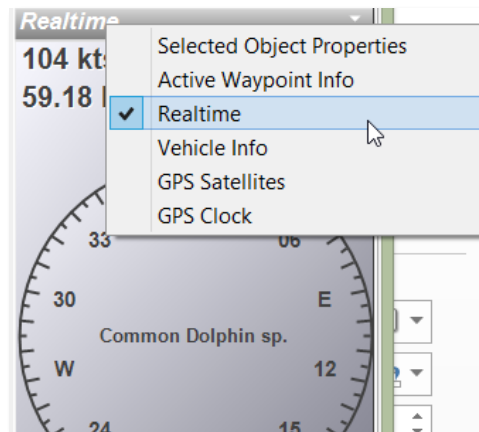 Realtime
104 kt
59.18
Selected Object Properties
Active Waypoint Info
Realtime
Vehicle Info
GPS Satellites
GPS Clock
33
06
30
E
Common Dolphin sp.
W
12
24
15